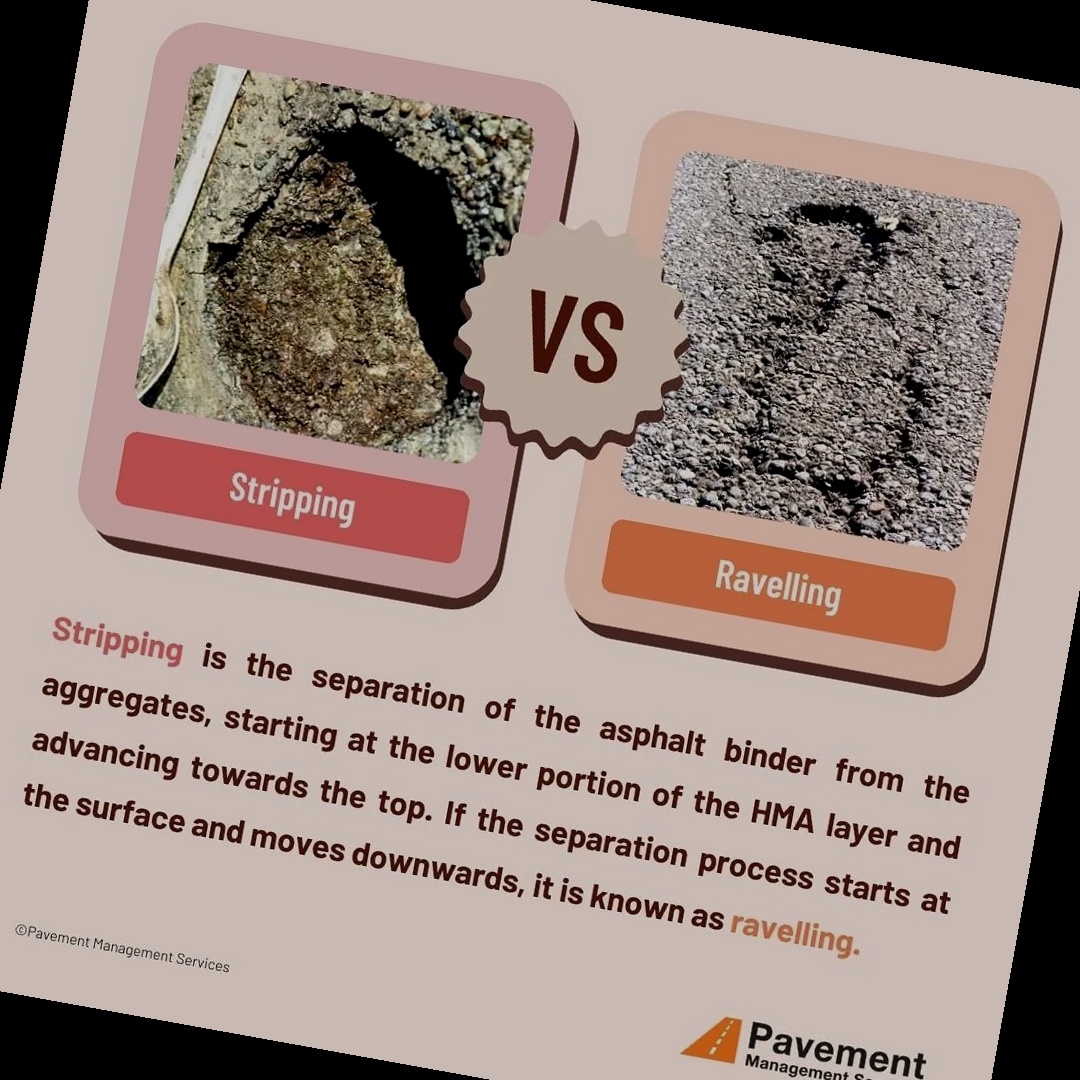 VS
Stripping
Ravelling
Stripping is the separation of the asphalt binder from the
aggregates, starting at the lower portion of the HMA layer and
advancing towards the top. If the separation process starts at
the surface and moves downwards, it is known as ravelling.
©Pavement Management Services
Pavement
Management